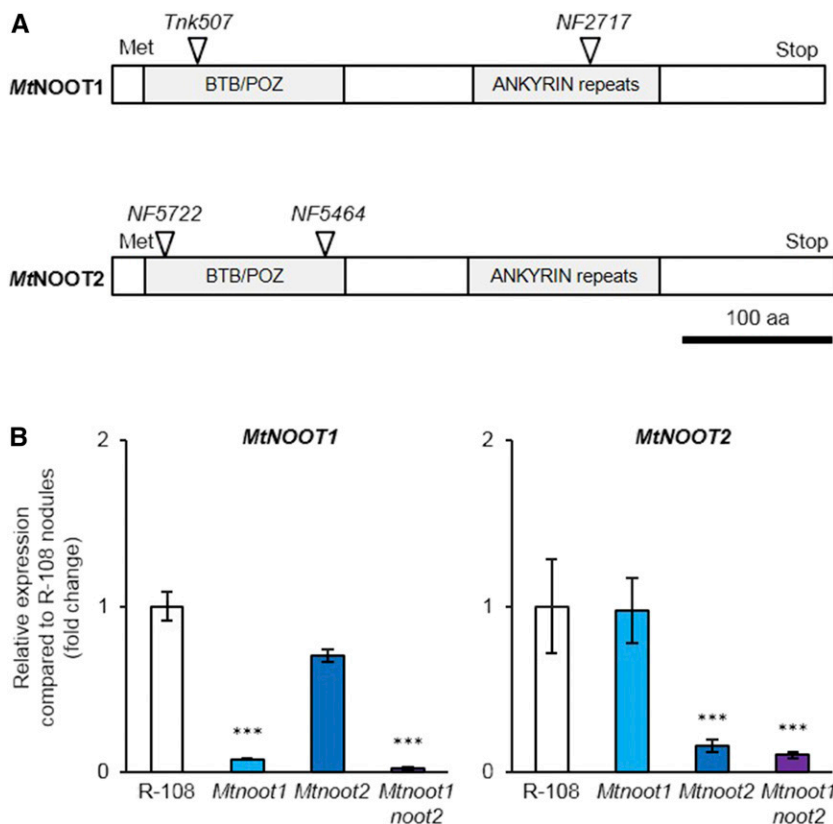 A
Tnk507 NF2717
Met Stop
MtNOOT1 BTB/POZ ANKYRIN repeats
NF5722 NF5464
Met Stop
MtNOOT2 BTB/POZ ANKYRIN repeats
100 aa
B
MtNOOT1
Relative expression
compared to R-108 nodules
(fold change)
2
1
0
***
***
R-108 Mtnoot1 Mtnoot2 Mtnoot1
noot2
MtNOOT2
2
1
0
***
***
R-108 Mtnoot1 Mtnoot2 Mtnoot1
noot2